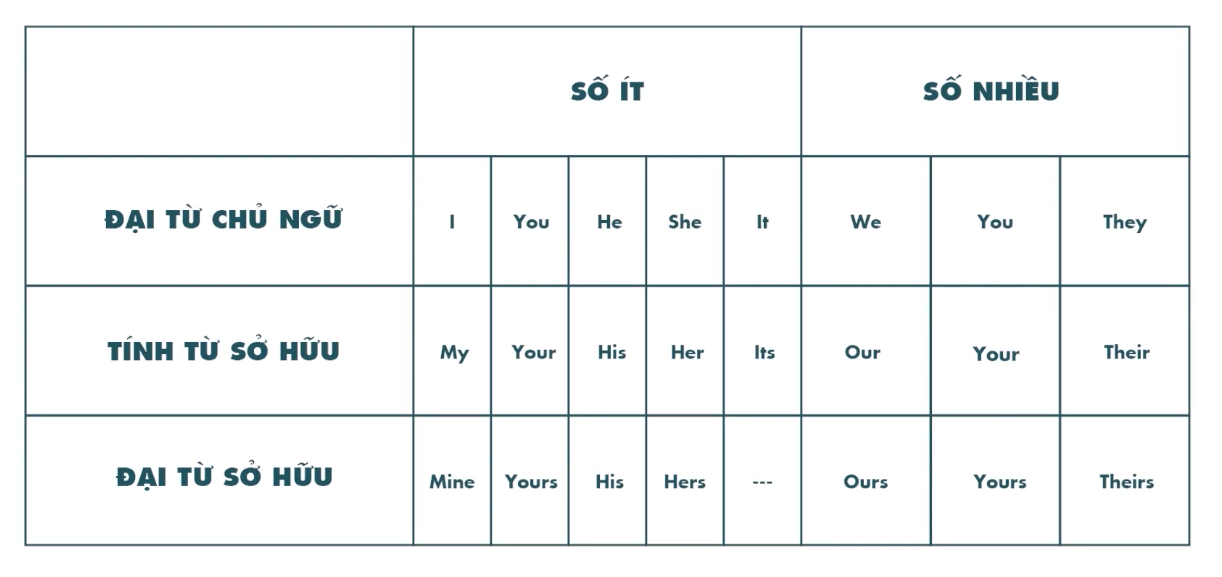 SỐ ÍT SỐ NHIỀU
ĐẠI TỪ CHỦ NGỮ I You He She It We You They
TÍNH TỪ SỞ HỮU My Your His Her Its Our Your Their
ĐẠI TỪ SỞ HỮU Mine Yours His Hers --- Ours Yours Theirs